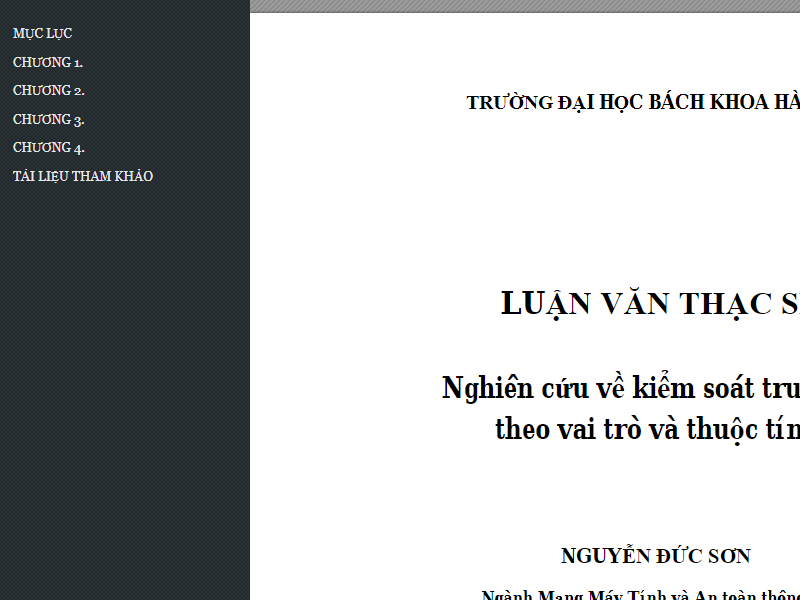 MỤC LỤC
CHƯƠNG 1.
CHƯƠNG 2.
CHƯƠNG 3.
CHƯƠNG 4.
TÀI LIỆU THAM KHẢO
TRƯỜNG ĐẠI HỌC BÁCH KHOA HÀ
LUẬN VĂN THẠC S
Nghiên cứu về kiểm soát tru
theo vai trò và thuộc tín
NGUYỄN ĐỨC SƠN
Ngành Mạng Máy Tính và An toàn thông